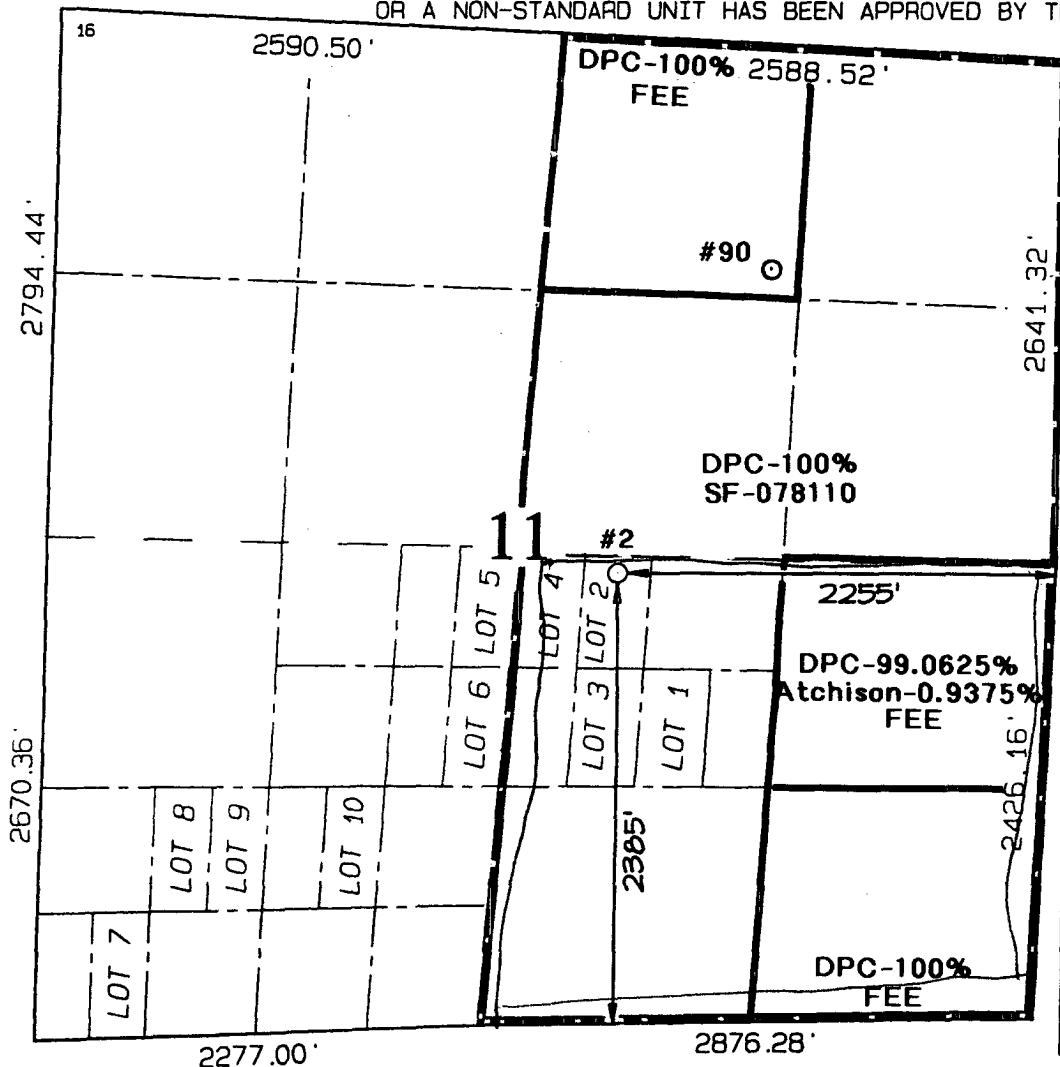 OR A NON-STANDARD UNIT HAS BEEN APPROVED BY
16
2590.50'
DPC-100%
FEE
2588.52'
2794.44'
#90
2641.32'
DPC-100%
SF-078110
11
#2
LOT 5
LOT 4
LOT 2
2255'
LOT 6
LOT 3
LOT 1
DPC-99.0625%
Atchison-0.9375%
FEE
2670.36'
2426.16'
LOT 8
LOT 9
LOT 10
2385'
LOT 7
DPC-100%
FEE
2277.00'
2876.28'